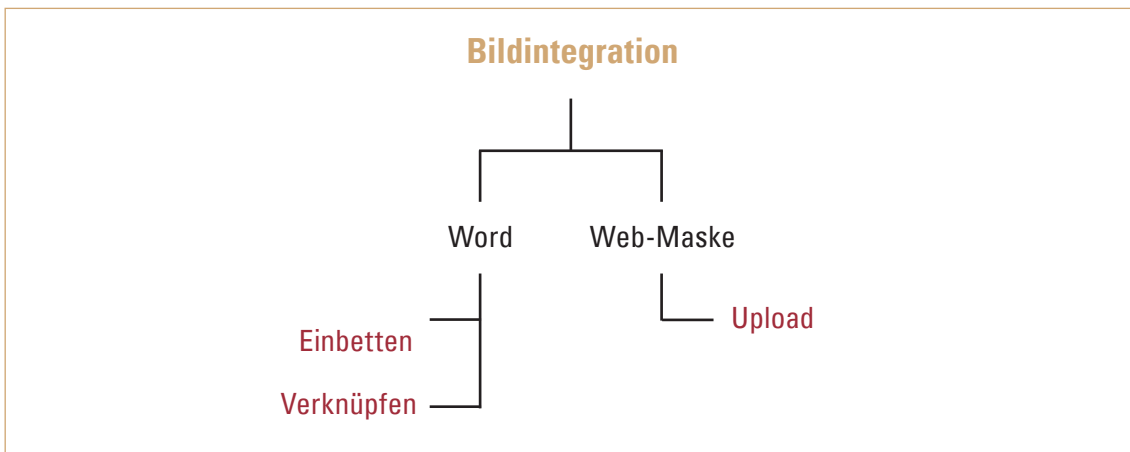 Bildintegration
Word
Web-Maske
Einbetten
Upload
Verknüpfen